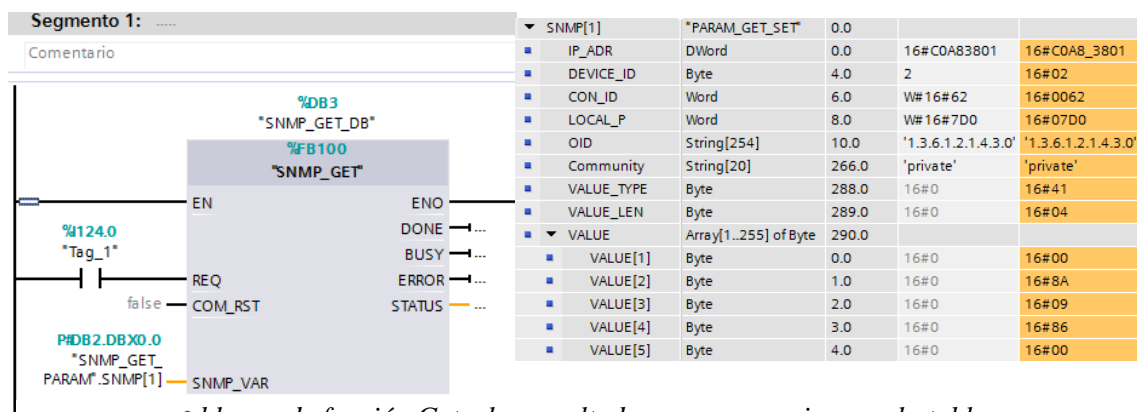 Segmento 1: .....
Comentario
%DB3
"SNMP_GET_DB"
%FB100
"SNMP_GET"
EN
ENO
%I124.0
"Tag_1"
DONE ...
BUSY ...
REQ
ERROR ...
false
COM_RST
STATUS ...
P#DB2.DBX0.0
"SNMP_GET_
PARAM".SNMP[1]
SNMP_VAR
SNMP[1] "PARAM_GET_SET" 0.0
IP_ADR DWord 0.0 16#C0A83801 16#C0A8_3801
DEVICE_ID Byte 4.0 2 16#02
CON_ID Word 6.0 W#16#62 16#0062
LOCAL_P Word 8.0 W#16#7D0 16#07D0
OID String[254] 10.0 '1.3.6.1.2.1.4.3.0' '1.3.6.1.2.1.4.3.0'
Community String[20] 266.0 'private' 'private'
VALUE_TYPE Byte 288.0 16#0 16#41
VALUE_LEN Byte 289.0 16#0 16#04
VALUE Array[1..255] of Byte 290.0
VALUE[1] Byte 0.0 16#0 16#00
VALUE[2] Byte 1.0 16#0 16#8A
VALUE[3] Byte 2.0 16#0 16#09
VALUE[4] Byte 3.0 16#0 16#86
VALUE[5] Byte 4.0 16#0 16#00